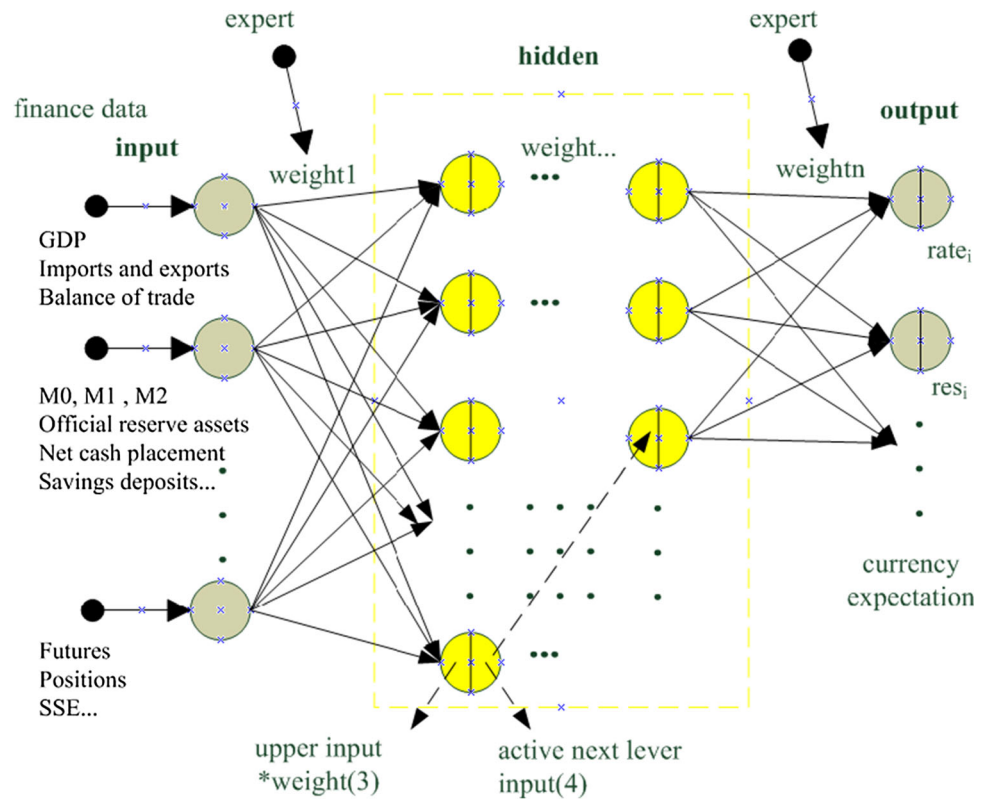 expert
expert
hidden
finance data
output
input
weight...
weight1
weightn
GDP
Imports and exports
Balance of trade
ratei
M0, M1 , M2
Official reserve assets
Net cash placement
Savings deposits...
resi
currency
expectation
Futures
Positions
SSE...
upper input
*weight(3)
active next lever
input(4)